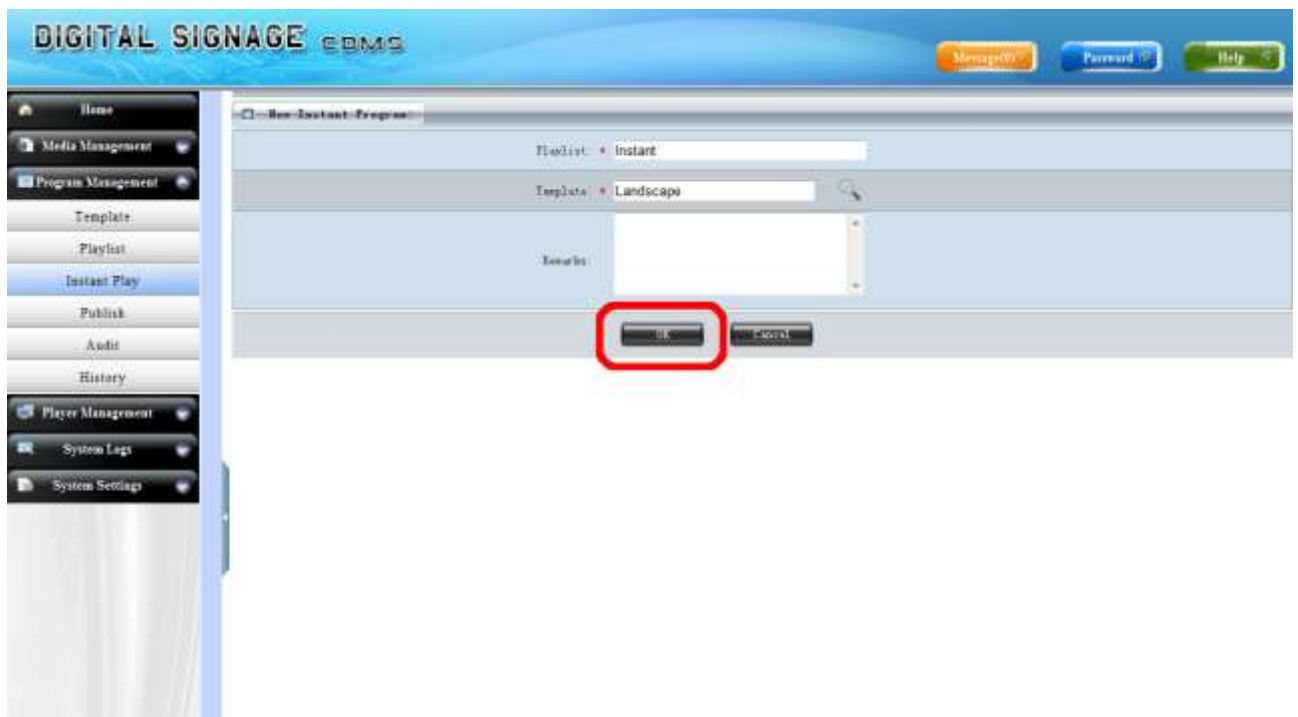 DIGITAL SIGNAGE CDMS
Message(0) Password Help
Home
New Instant Program:
Media Management
Playlist: * Instant
Program Management
Template: * Landscape
Template
Playlist
Remarks:
Instant Play
Publish
OK Cancel
Audit
History
Player Management
System Logs
System Settings